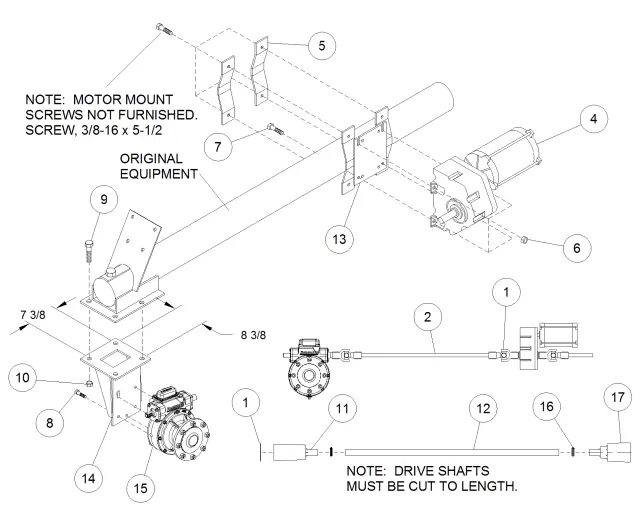 5
NOTE: MOTOR MOUNT
SCREWS NOT FURNISHED.
SCREW, 3/8-16 x 5-1/2
7
4
ORIGINAL
EQUIPMENT
9
13
6
1
7 3/8
2
8 3/8
10
8
1
11
12
16
17
14
15
NOTE: DRIVE SHAFTS
MUST BE CUT TO LENGTH.